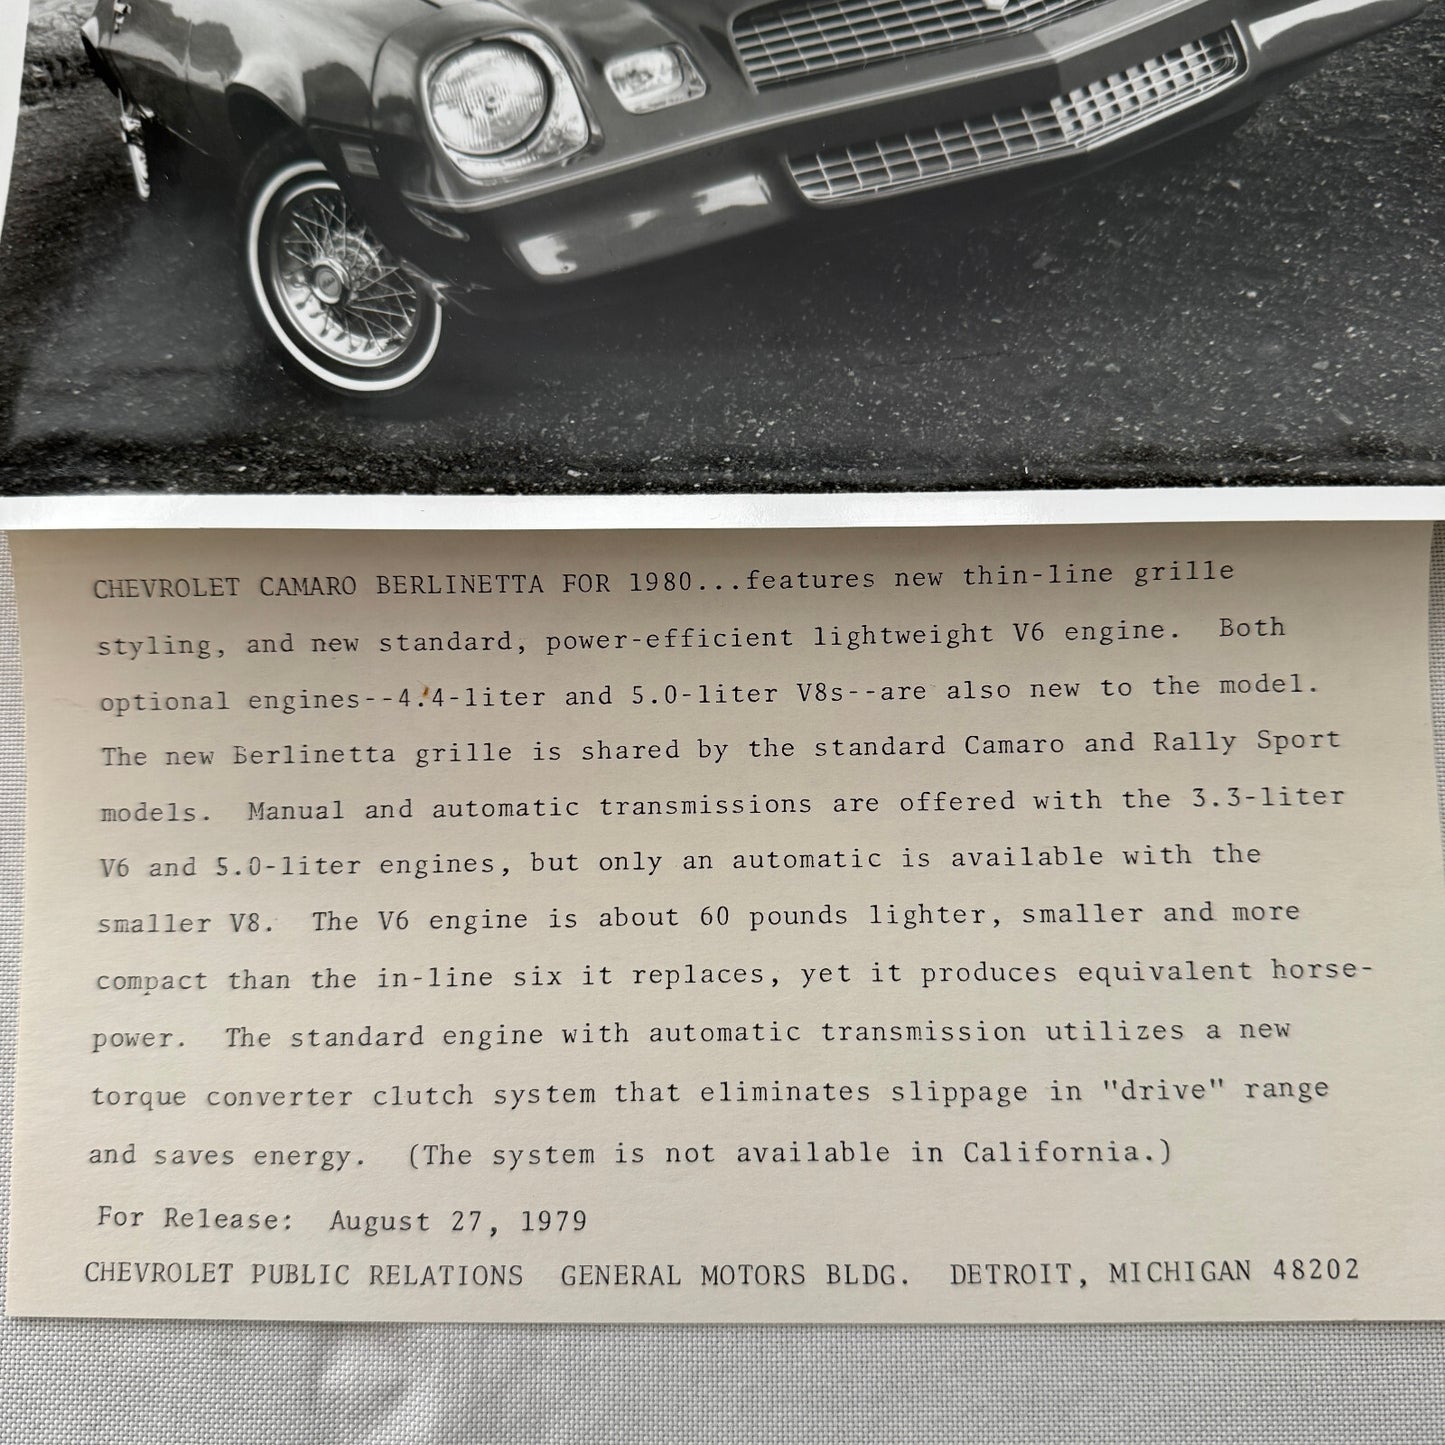 CHEVROLET CAMARO BERLINETTA FOR 1980...features new thin-line grille
styling, and new standard, power-efficient lightweight V6 engine.  Both
optional engines--4.4-liter and 5.0-liter V8s--are also new to the model.
The new Berlinetta grille is shared by the standard Camaro and Rally Sport
models.  Manual and automatic transmissions are offered with the 3.3-liter
V6 and 5.0-liter engines, but only an automatic is available with the
smaller V8.  The V6 engine is about 60 pounds lighter, smaller and more
compact than the in-line six it replaces, yet it produces equivalent horse-
power.  The standard engine with automatic transmission utilizes a new
torque converter clutch system that eliminates slippage in "drive" range
and saves energy.  (The system is not available in California.)
For Release:  August 27, 1979
CHEVROLET PUBLIC RELATIONS  GENERAL MOTORS BLDG.  DETROIT, MICHIGAN 48202